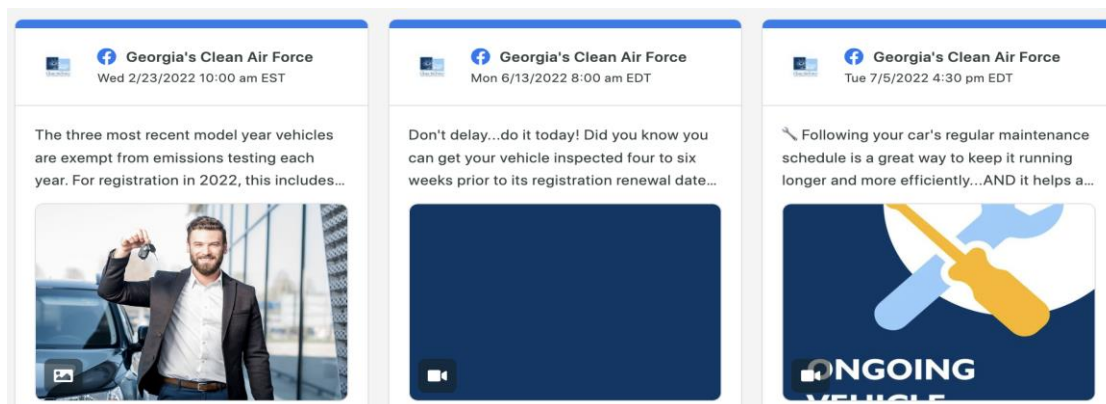 Georgia's Clean Air Force
Wed 2/23/2022 10:00 am EST
The three most recent model year vehicles
are exempt from emissions testing each
year. For registration in 2022, this includes...
Georgia's Clean Air Force
Mon 6/13/2022 8:00 am EDT
Don't delay...do it today! Did you know you
can get your vehicle inspected four to six
weeks prior to its registration renewal date...
Georgia's Clean Air Force
Tue 7/5/2022 4:30 pm EDT
🔧 Following your car's regular maintenance
schedule is a great way to keep it running
longer and more efficiently...AND it helps a...
ONGOING
VEHICLE